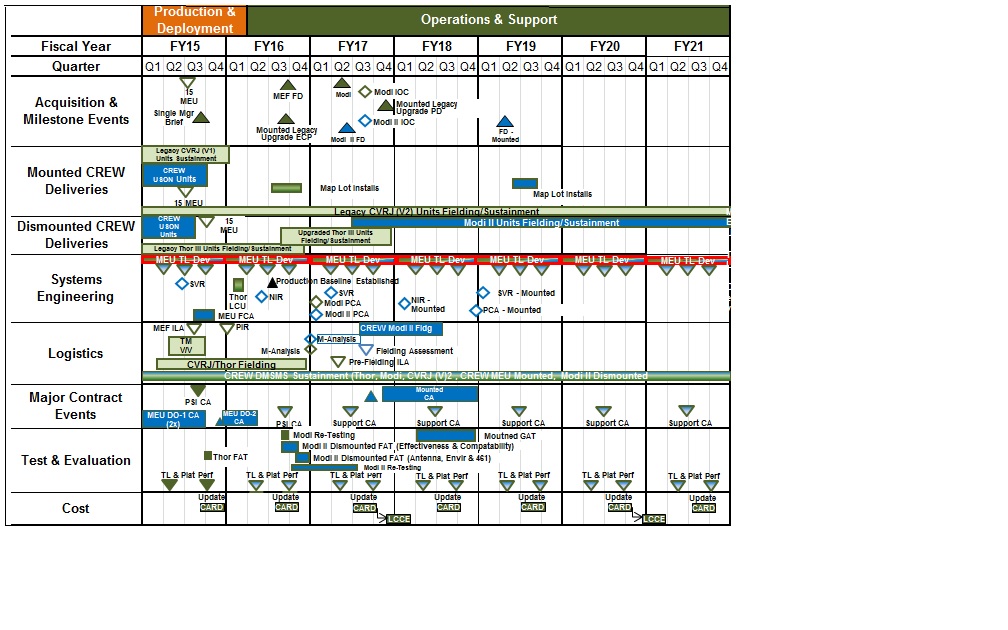 Production &
Deployment
Operations & Support
Fiscal Year
FY15
FY16
FY17
FY18
FY19
FY20
FY21
Quarter
Q1 Q2 Q3 Q4 Q1 Q2 Q3 Q4 Q1 Q2 Q3 Q4 Q1 Q2 Q3 Q4 Q1 Q2 Q3 Q4 Q1 Q2 Q3 Q4 Q1 Q2 Q3 Q4
Acquisition &
Milestone Events
15
MEU
Single Mgr
Brief
MEF FD
Mounted Legacy
Upgrade ECP
Modi
Modi IOC
Mounted Legacy
Upgrade PD
Modi II IOC
Modi II FD
FD -
Mounted
Mounted CREW
Deliveries
Legacy CVRJ (V1)
Units Sustainment
CREW
USON Units
15 MEU
Map Lot Installs
Map Lot Installs
Legacy CVRJ (V2) Units Fielding/Sustainment
Dismounted CREW
Deliveries
CREW
USON
Units
15
MEU
Modi II Units Fielding/Sustainment
Upgraded Thor III Units
Fielding/Sustainment
Legacy Thor III Units Fielding/Sustainment
Systems
Engineering
MEU TL-Dev
MEU TL-Dev
MEU TL-Dev
MEU TL-Dev
MEU TL-Dev
MEU TL-Dev
MEU TL-Dev
SVR
Thor
LCU
MEU FCA
Production Baseline Established
NIR
SVR
Modi PCA
Modi II PCA
NIR -
Mounted
SVR - Mounted
PCA - Mounted
Logistics
MEF ILA
PIR
TM
V/V
M-Analysis
M-Analysis
CREW Modi II Fldg
Fielding Assessment
Pre-Fielding ILA
CVRJ/Thor Fielding
CREW DMSMS Sustainment (Thor, Modi, CVRJ (V)2 , CREW MEU Mounted, Modi II Dismounted
Major Contract
Events
PSI CA
MEU DO-1 CA
(2x)
MEU DO-2
CA
PSI CA
Support CA
Mounted
CA
Support CA
Support CA
Support CA
Support CA
Test & Evaluation
Thor FAT
Modi Re-Testing
Modi II Dismounted FAT (Effectiveness & Compatability)
Modi II Dismounted FAT (Antenna, Envir & 461)
Modi II Re-Testing
Moutned GAT
TL & Plat Perf
TL & Plat Perf
TL & Plat Perf
TL & Plat Perf
TL & Plat Perf
TL & Plat Perf
TL & Plat Perf
Cost
Update
CARD
Update
CARD
Update
CARD
LCCE
Update
CARD
Update
CARD
Update
CARD
LCCE
Update
CARD